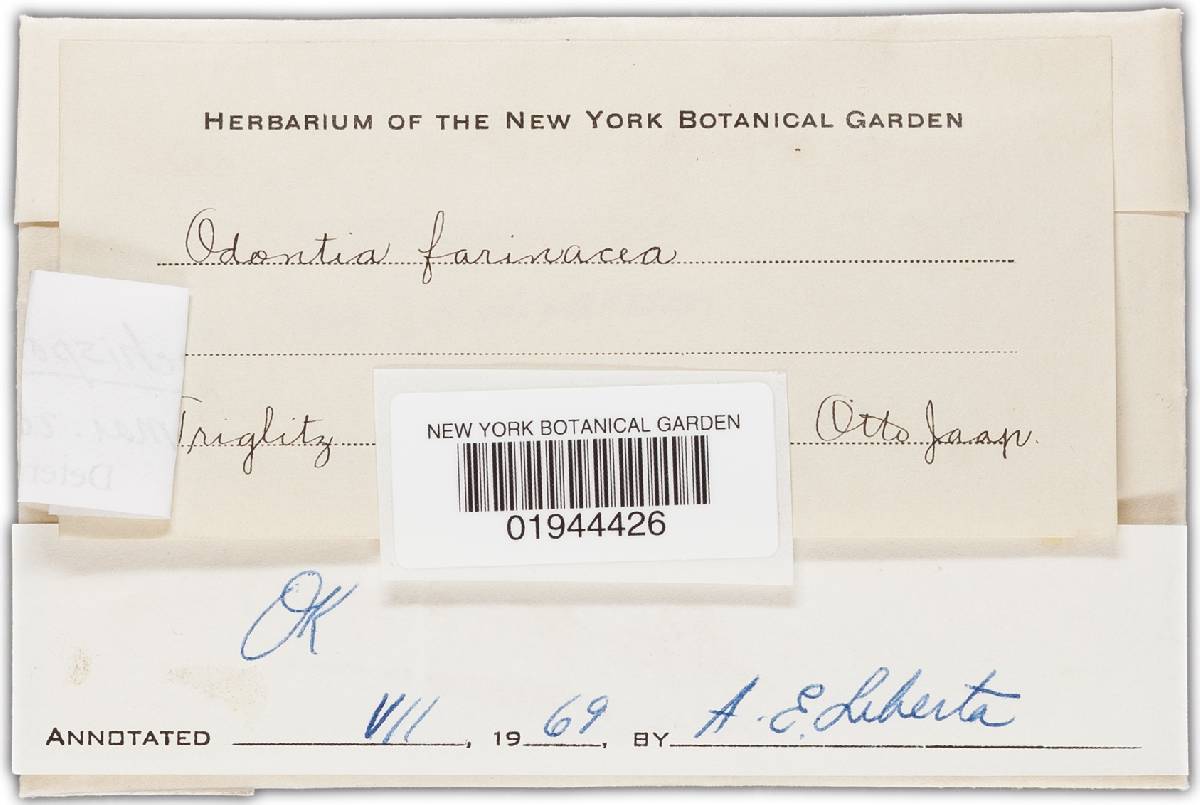 HERBARIUM OF THE NEW YORK BOTANICAL GARDEN
Odontia farinacea
Triglitz
Otto Jaap.
NEW YORK BOTANICAL GARDEN
01944426
OK
ANNOTATED VII, 1969, BY A. E. Liberta